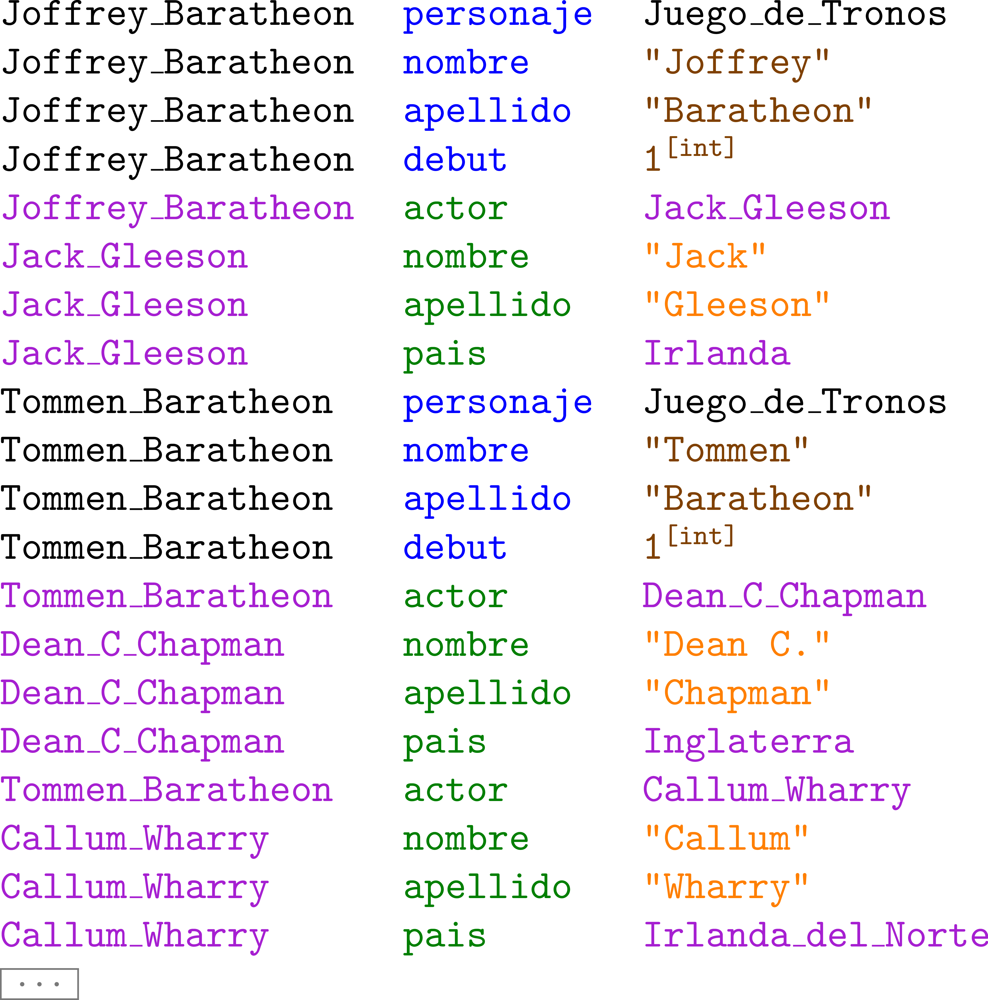 Joffrey_Baratheon personaje Juego_de_Tronos
Joffrey_Baratheon nombre "Joffrey"
Joffrey_Baratheon apellido "Baratheon"
Joffrey_Baratheon debut 1[int]
Joffrey_Baratheon actor Jack_Gleeson
Jack_Gleeson nombre "Jack"
Jack_Gleeson apellido "Gleeson"
Jack_Gleeson pais Irlanda
Tommen_Baratheon personaje Juego_de_Tronos
Tommen_Baratheon nombre "Tommen"
Tommen_Baratheon apellido "Baratheon"
Tommen_Baratheon debut 1[int]
Tommen_Baratheon actor Dean_C_Chapman
Dean_C_Chapman nombre "Dean C."
Dean_C_Chapman apellido "Chapman"
Dean_C_Chapman pais Inglaterra
Tommen_Baratheon actor Callum_Wharry
Callum_Wharry nombre "Callum"
Callum_Wharry apellido "Wharry"
Callum_Wharry pais Irlanda_del_Norte
...